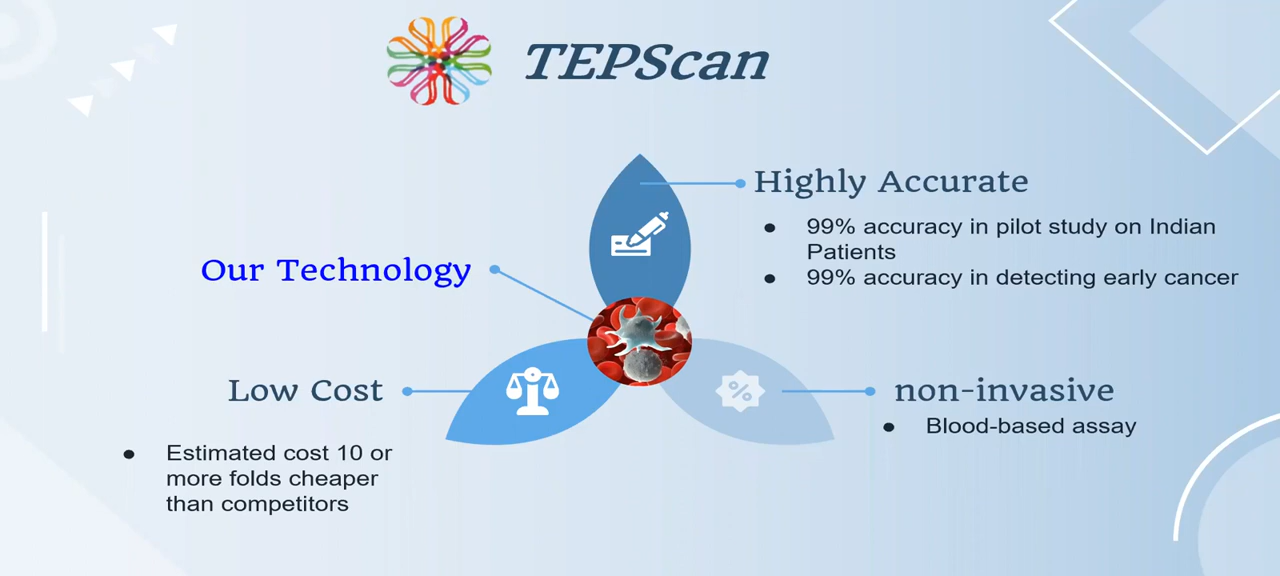 TEPScan
Highly Accurate
● 99% accuracy in pilot study on Indian
Patients
● 99% accuracy in detecting early cancer
Our Technology
Low Cost
● Estimated cost 10 or
more folds cheaper
than competitors
non-invasive
● Blood-based assay